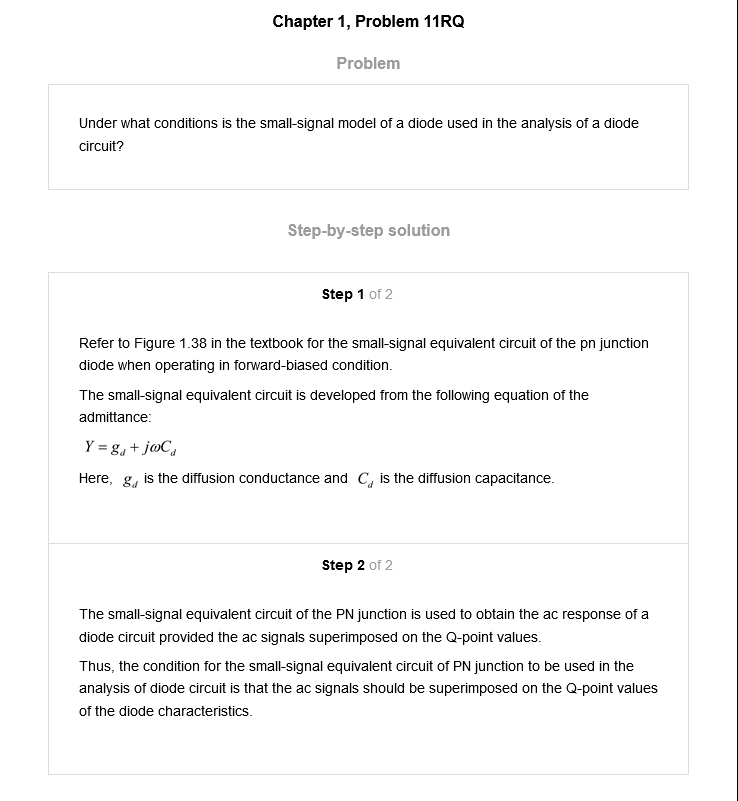 Chapter 1, Problem 11RQ
Problem
Under what conditions is the small-signal model of a diode used in the analysis of a diode
circuit?
Step-by-step solution
Step 1 of 2
Refer to Figure 1.38 in the textbook for the small-signal equivalent circuit of the pn junction
diode when operating in forward-biased condition.
The small-signal equivalent circuit is developed from the following equation of the
admittance:
Y = g_d + jωC_d
Here, g_d is the diffusion conductance and C_d is the diffusion capacitance.
Step 2 of 2
The small-signal equivalent circuit of the PN junction is used to obtain the ac response of a
diode circuit provided the ac signals superimposed on the Q-point values.
Thus, the condition for the small-signal equivalent circuit of PN junction to be used in the
analysis of diode circuit is that the ac signals should be superimposed on the Q-point values
of the diode characteristics.